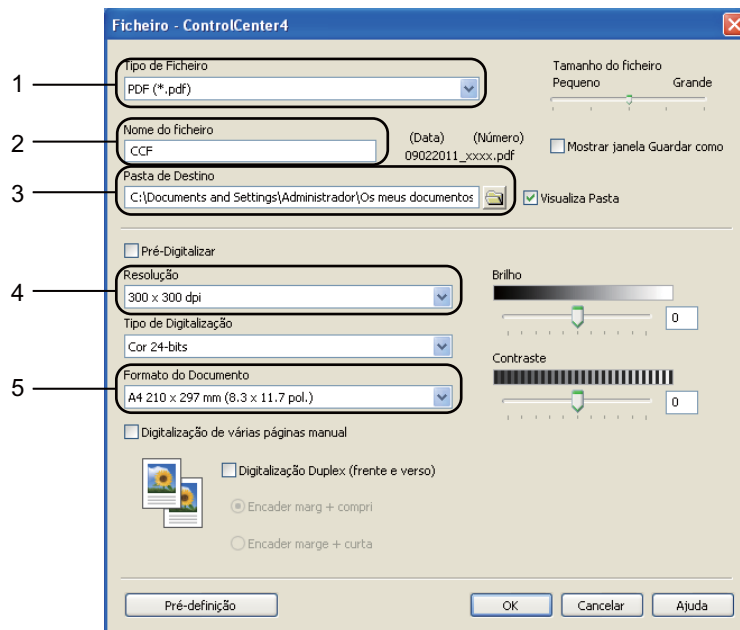 Ficheiro - ControlCenter4
1
Tipo de Ficheiro
PDF (*.pdf)
Tamanho do ficheiro
Pequeno Grande
2
Nome do ficheiro
CCF
(Data) (Número)
09022011_xxxx.pdf
Mostrar janela Guardar como
3
Pasta de Destino
C:\Documents and Settings\Administrador\Os meus documentos
Visualiza Pasta
Pré-Digitalizar
4
Resolução
300 x 300 dpi
Brilho
0
Tipo de Digitalização
Cor 24-bits
Contraste
0
5
Formato do Documento
A4 210 x 297 mm (8.3 x 11.7 pol.)
Digitalização de várias páginas manual
Digitalização Duplex (frente e verso)
Encader marg + compri
Encader marge + curta
Pré-definição
OK
Cancelar
Ajuda